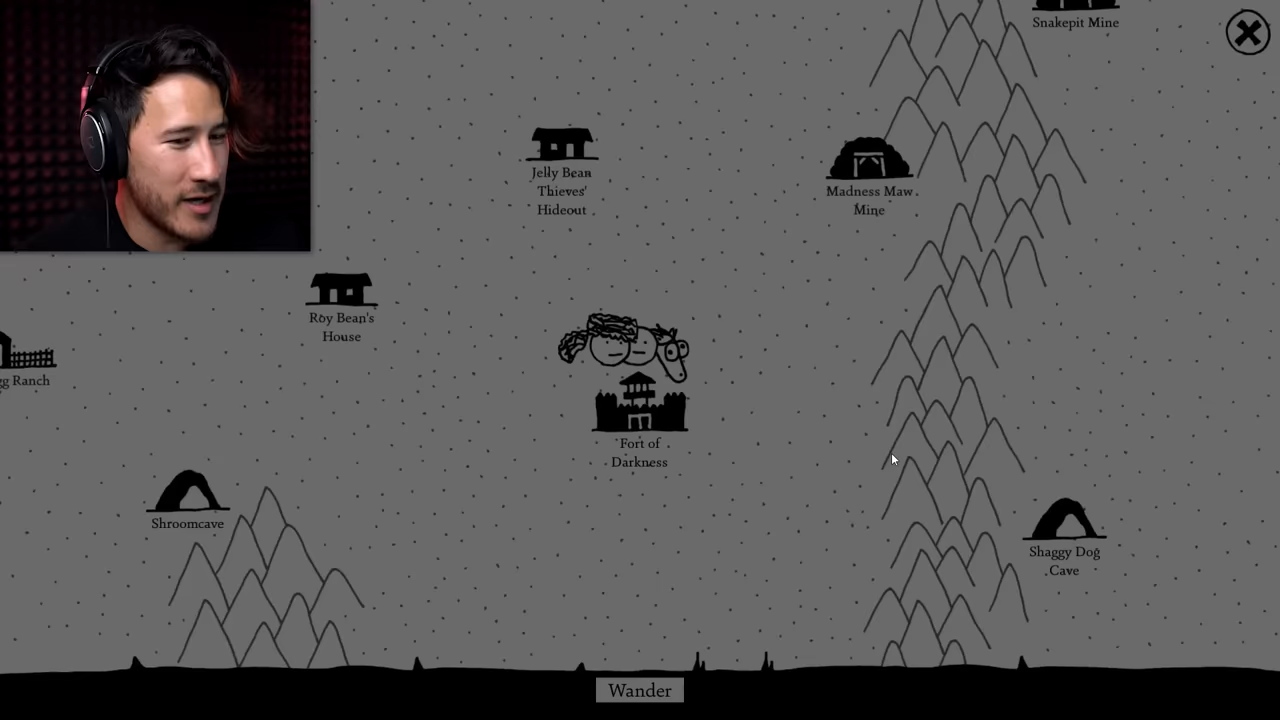 Snakepit Mine
Jelly Bean
Thieves'
Hideout
Madness Maw
Mine
Roy Bean's
House
gg Ranch
Fort of
Darkness
Shroomcave
Shaggy Dog
Cave
Wander